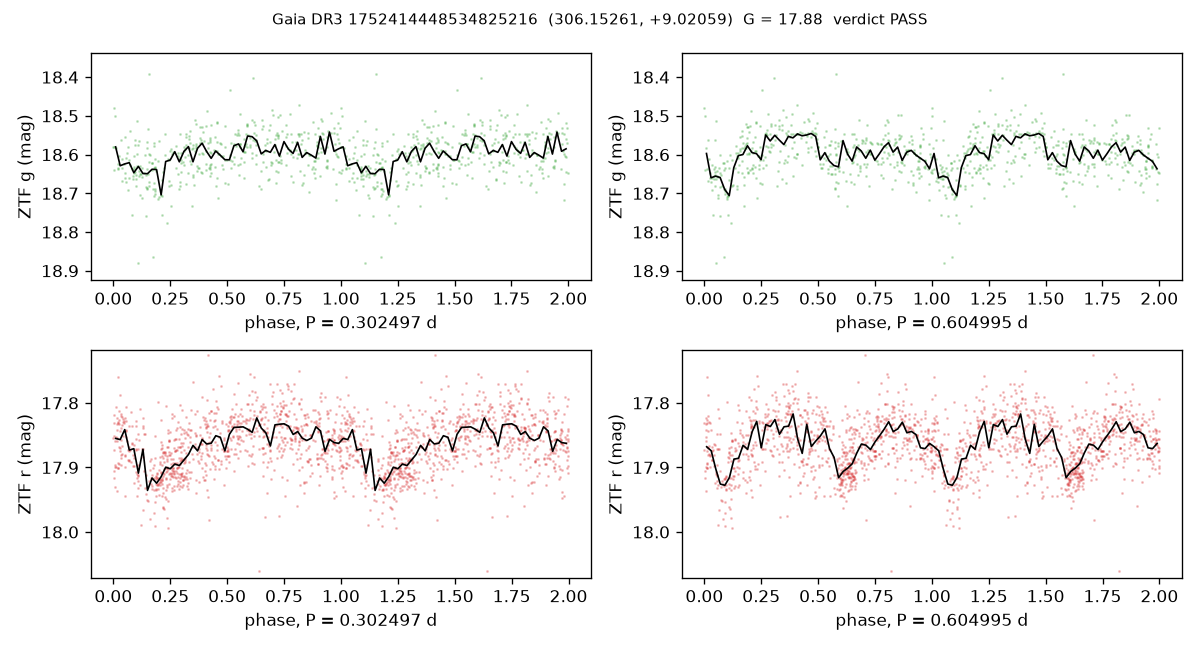 Gaia DR3 1752414448534825216 (306.15261, +9.02059) G = 17.88 verdict PASS
ZTF g (mag)
18.4
18.5
18.6
18.7
18.8
18.9
0.00 0.25 0.50 0.75 1.00 1.25 1.50 1.75 2.00
phase, P = 0.302497 d
ZTF g (mag)
18.4
18.5
18.6
18.7
18.8
18.9
0.00 0.25 0.50 0.75 1.00 1.25 1.50 1.75 2.00
phase, P = 0.604995 d
ZTF r (mag)
17.8
17.9
18.0
0.00 0.25 0.50 0.75 1.00 1.25 1.50 1.75 2.00
phase, P = 0.302497 d
ZTF r (mag)
17.8
17.9
18.0
0.00 0.25 0.50 0.75 1.00 1.25 1.50 1.75 2.00
phase, P = 0.604995 d